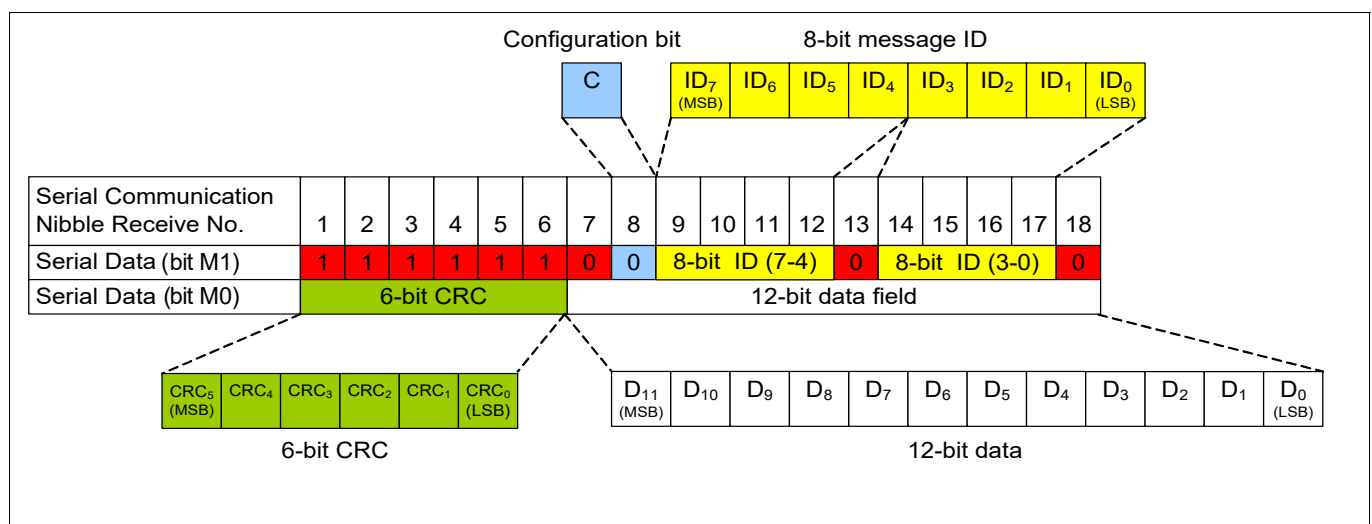 Configuration bit 8-bit message ID
C ID₇ ID₆ ID₅ ID₄ ID₃ ID₂ ID₁ ID₀
(MSB) (LSB)
Serial Communication
Nibble Receive No. 1 2 3 4 5 6 7 8 9 10 11 12 13 14 15 16 17 18
Serial Data (bit M1) 1 1 1 1 1 1 0 0 8-bit ID (7-4) 0 8-bit ID (3-0) 0
Serial Data (bit M0) 6-bit CRC 12-bit data field
CRC₅ CRC₄ CRC₃ CRC₂ CRC₁ CRC₀ D₁₁ D₁₀ D₉ D₈ D₇ D₆ D₅ D₄ D₃ D₂ D₁ D₀
(MSB) (LSB) (MSB) (LSB)
6-bit CRC 12-bit data